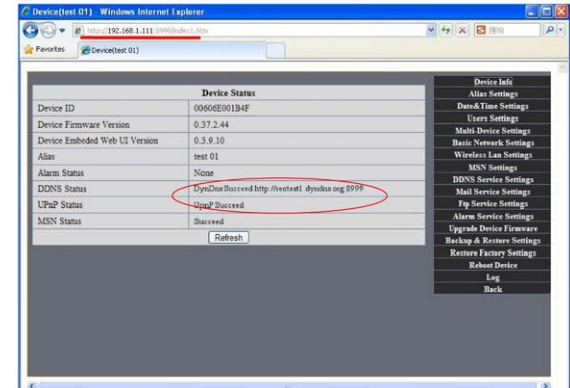 Device(test 01) - Windows Internet Explorer
http://192.168.1.111:9999/index1.htm
Favorites
Device(test 01)
Device Status
Device ID 00606E001B4F
Device Firmware Version 0.37.2.44
Device Embeded Web UI Version 0.3.9.10
Alias test 01
Alarm Status None
DDNS Status DynDns Succeed http://reotest1.dyndns.org:8999
UPnP Status UpnP Succeed
MSN Status Succeed
Refresh
Device Info
Alias Settings
Date&Time Settings
Users Settings
Multi-Device Settings
Basic Network Settings
Wireless Lan Settings
MSN Settings
DDNS Service Settings
Mail Service Settings
Ftp Service Settings
Alarm Service Settings
Upgrade Device Firmware
Backup & Restore Settings
Restore Factory Settings
Reboot Device
Log
Back